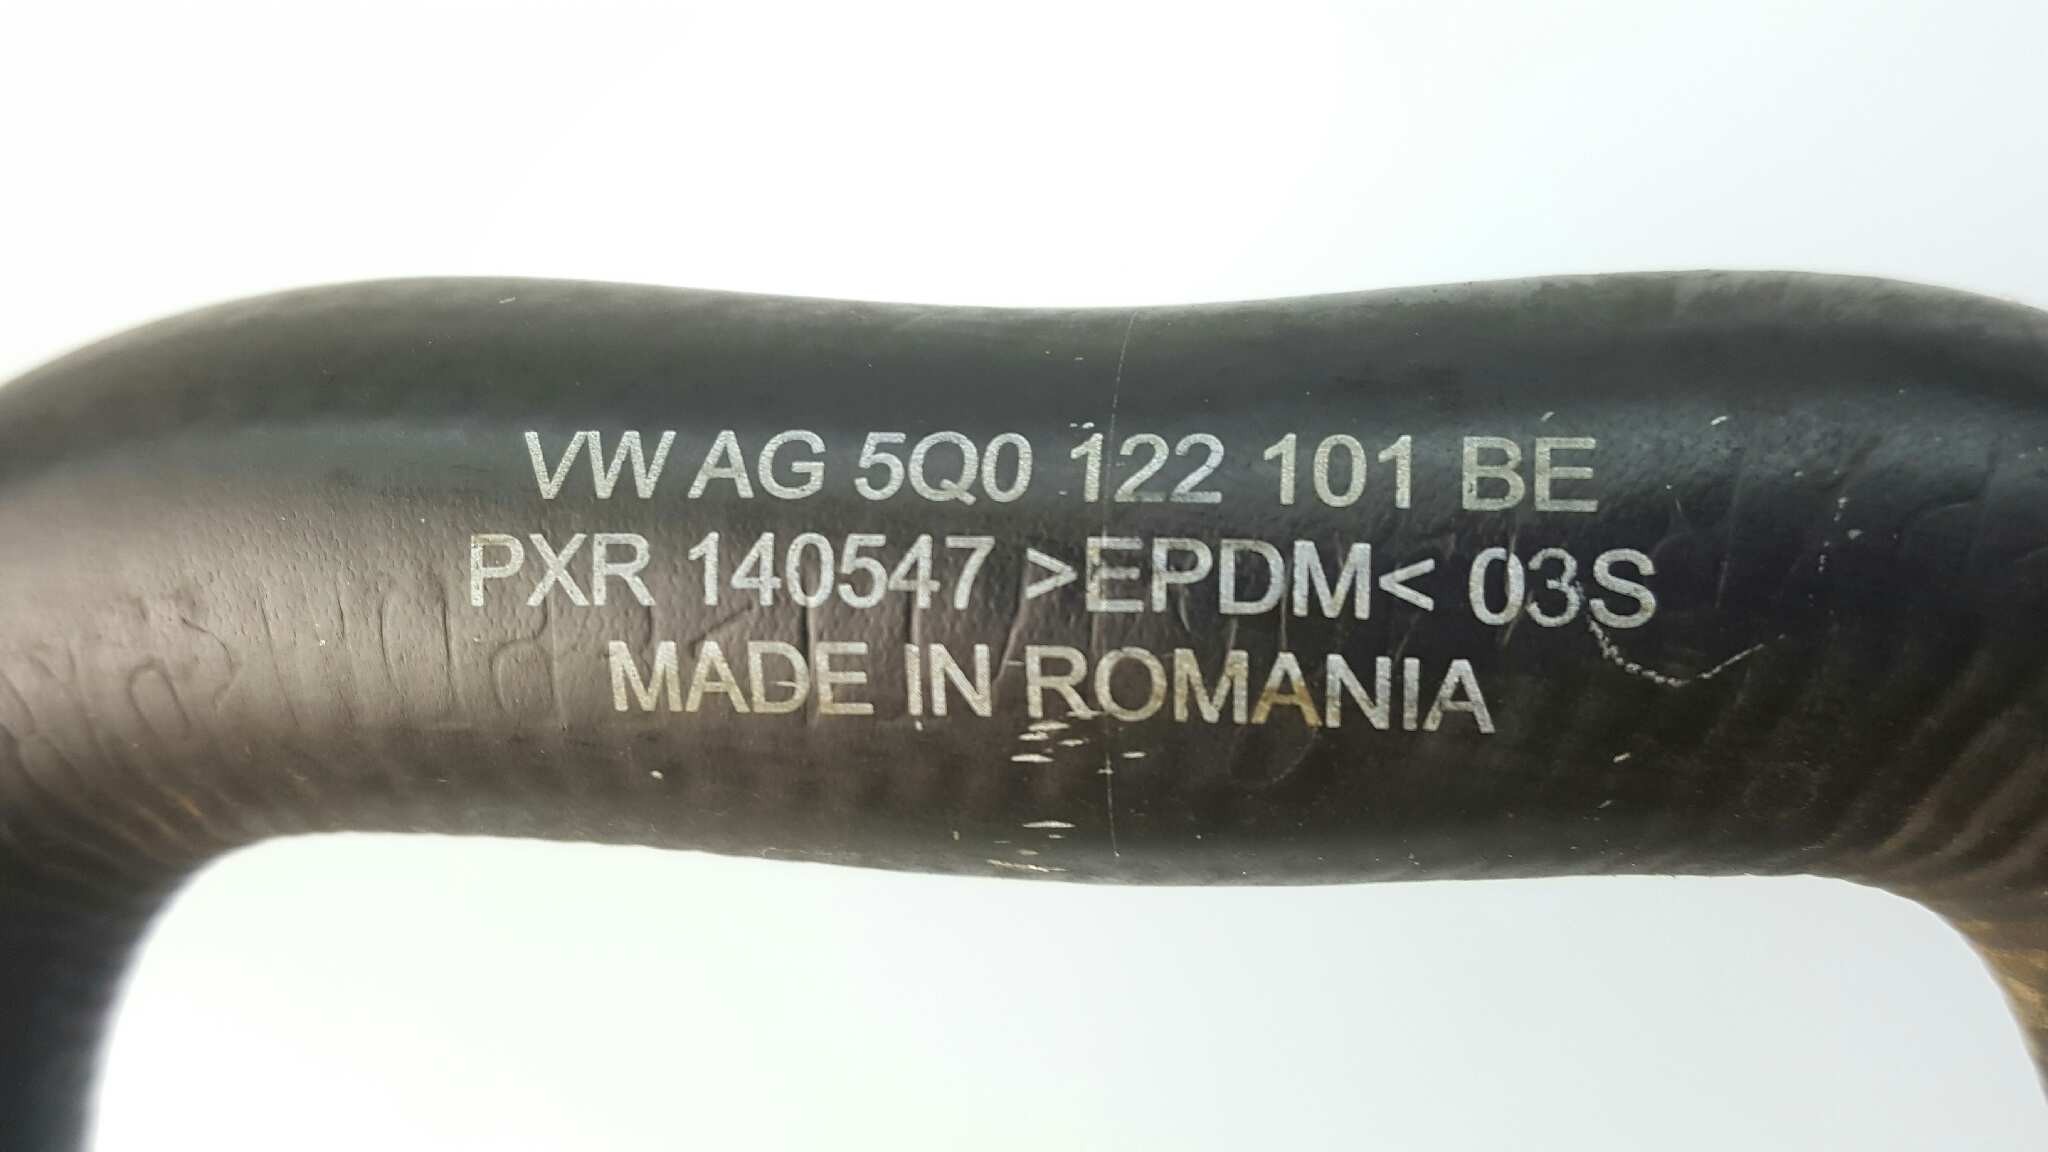 VW AG 5Q0 122 101 BE
PXR 140547 >EPDM< 03S
MADE IN ROMANIA